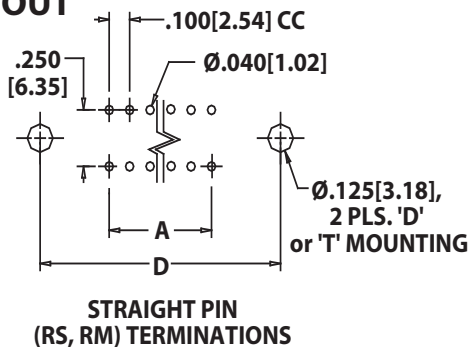 OUT
.100[2.54] CC
.250
[6.35]
Ø.040[1.02]
Ø.125[3.18],
2 PLS. 'D'
or 'T' MOUNTING
A
D
STRAIGHT PIN
(RS, RM) TERMINATIONS